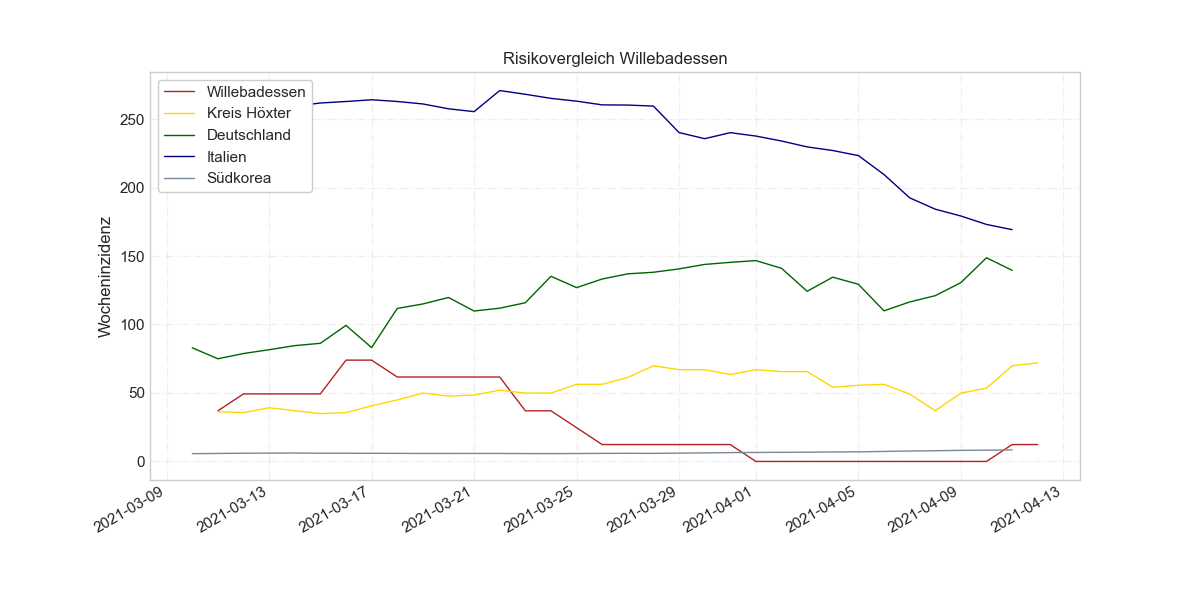 Risikovergleich Willebadessen
Willebadessen
Kreis Höxter
Deutschland
Italien
Südkorea
Wocheninzidenz
250
200
150
100
50
0
2021-03-09
2021-03-13
2021-03-17
2021-03-21
2021-03-25
2021-03-29
2021-04-01
2021-04-05
2021-04-09
2021-04-13